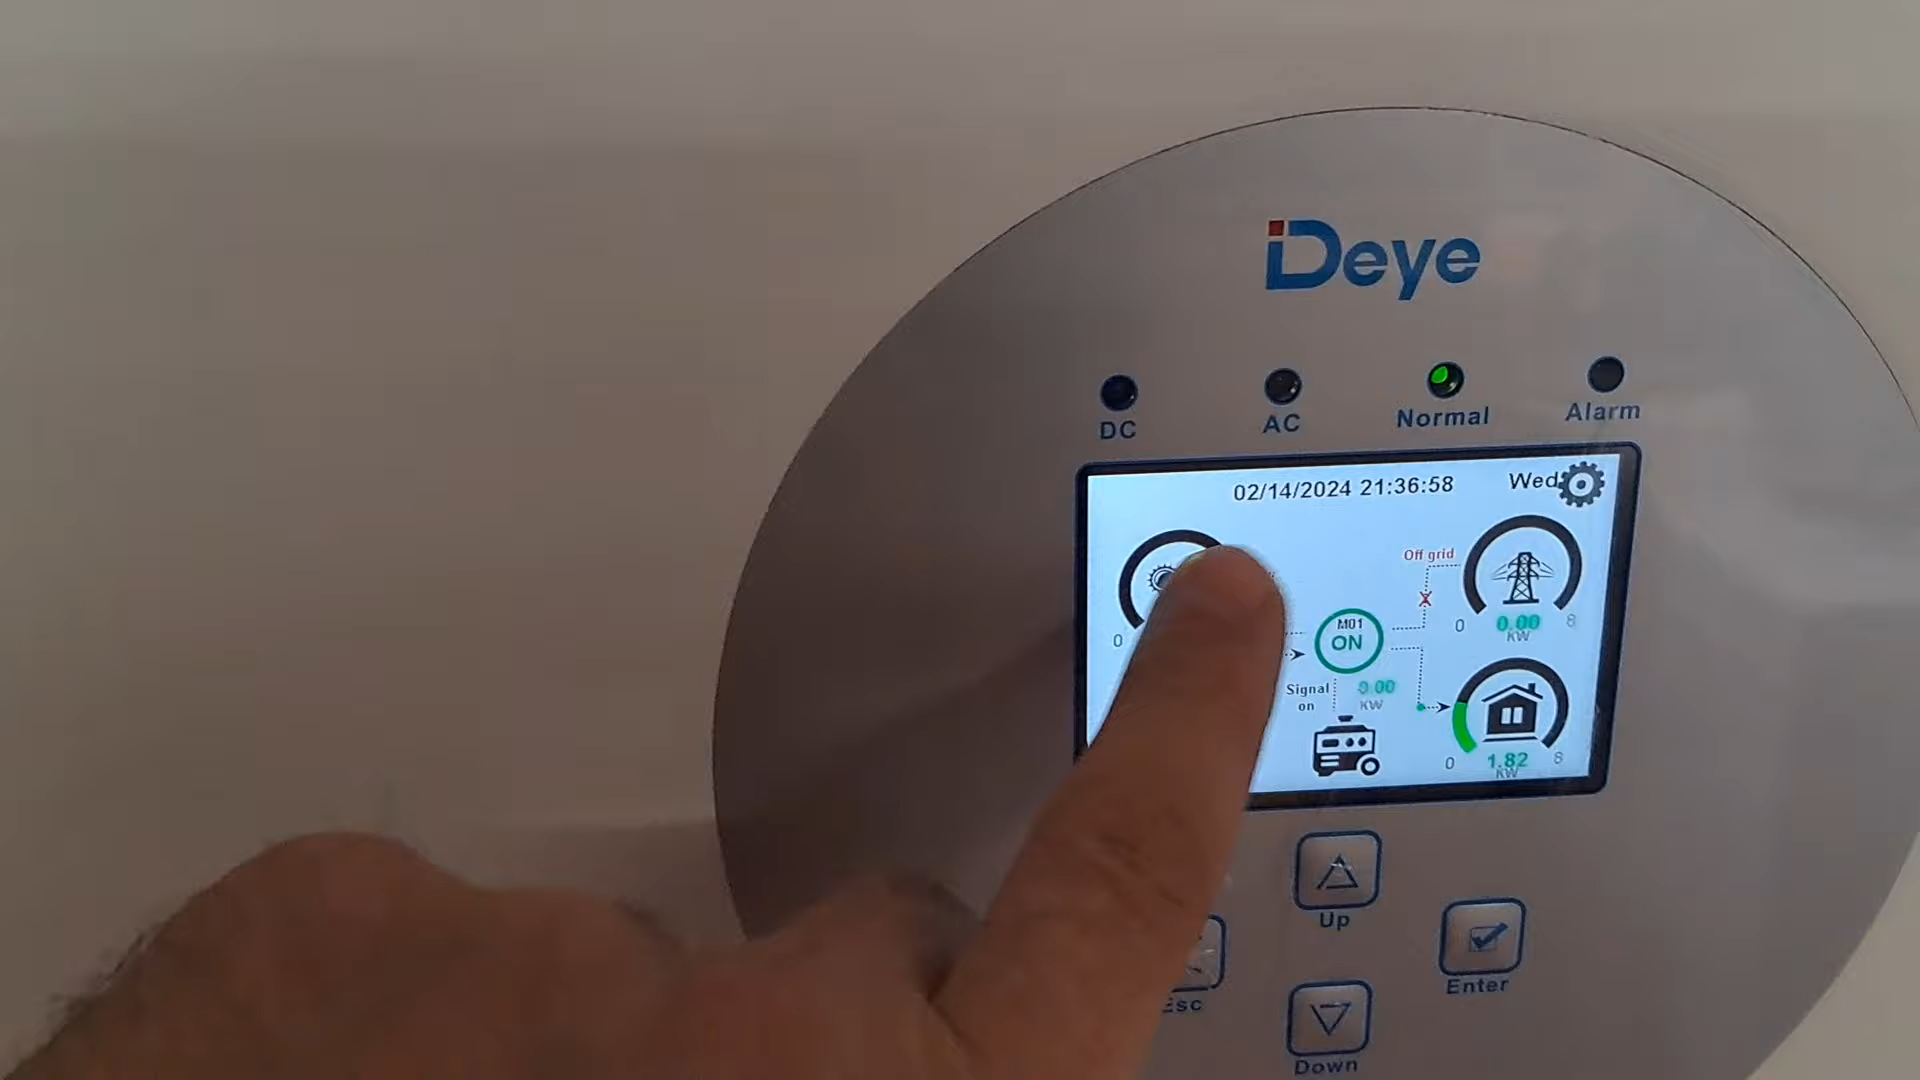 Deye
DC AC Normal Alarm
02/14/2024 21:36:58 Wed
Off grid
M01
ON
0 0.00 8
KW
0
Signal on
0.00
KW
0 1.82 8
KW
Up
Enter
Esc
Down